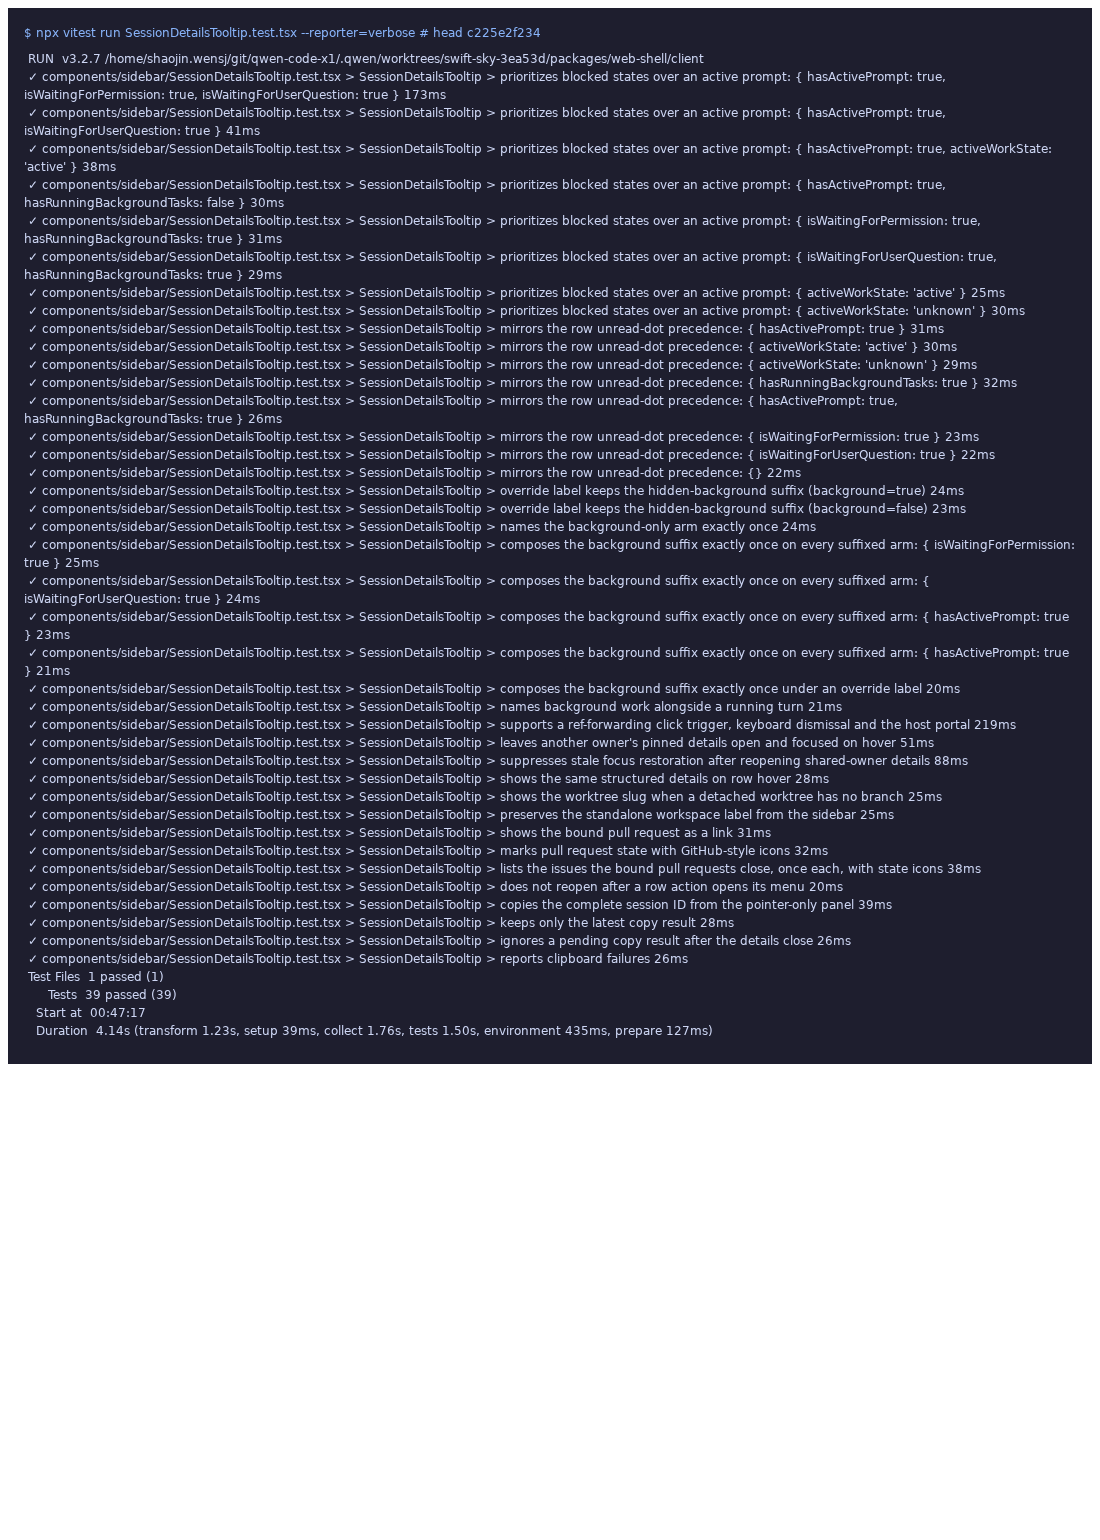 $ npx vitest run SessionDetailsTooltip.test.tsx --reporter=verbose # head c225e2f234
RUN  v3.2.7 /home/shaojin.wensj/git/qwen-code-x1/.qwen/worktrees/swift-sky-3ea53d/packages/web-shell/client
✓ components/sidebar/SessionDetailsTooltip.test.tsx > SessionDetailsTooltip > prioritizes blocked states over an active prompt: { hasActivePrompt: true,
isWaitingForPermission: true, isWaitingForUserQuestion: true } 173ms
✓ components/sidebar/SessionDetailsTooltip.test.tsx > SessionDetailsTooltip > prioritizes blocked states over an active prompt: { hasActivePrompt: true,
isWaitingForUserQuestion: true } 41ms
✓ components/sidebar/SessionDetailsTooltip.test.tsx > SessionDetailsTooltip > prioritizes blocked states over an active prompt: { hasActivePrompt: true, activeWorkState:
'active' } 38ms
✓ components/sidebar/SessionDetailsTooltip.test.tsx > SessionDetailsTooltip > prioritizes blocked states over an active prompt: { hasActivePrompt: true,
hasRunningBackgroundTasks: false } 30ms
✓ components/sidebar/SessionDetailsTooltip.test.tsx > SessionDetailsTooltip > prioritizes blocked states over an active prompt: { isWaitingForPermission: true,
hasRunningBackgroundTasks: true } 31ms
✓ components/sidebar/SessionDetailsTooltip.test.tsx > SessionDetailsTooltip > prioritizes blocked states over an active prompt: { isWaitingForUserQuestion: true,
hasRunningBackgroundTasks: true } 29ms
✓ components/sidebar/SessionDetailsTooltip.test.tsx > SessionDetailsTooltip > prioritizes blocked states over an active prompt: { activeWorkState: 'active' } 25ms
✓ components/sidebar/SessionDetailsTooltip.test.tsx > SessionDetailsTooltip > prioritizes blocked states over an active prompt: { activeWorkState: 'unknown' } 30ms
✓ components/sidebar/SessionDetailsTooltip.test.tsx > SessionDetailsTooltip > mirrors the row unread-dot precedence: { hasActivePrompt: true } 31ms
✓ components/sidebar/SessionDetailsTooltip.test.tsx > SessionDetailsTooltip > mirrors the row unread-dot precedence: { activeWorkState: 'active' } 30ms
✓ components/sidebar/SessionDetailsTooltip.test.tsx > SessionDetailsTooltip > mirrors the row unread-dot precedence: { activeWorkState: 'unknown' } 29ms
✓ components/sidebar/SessionDetailsTooltip.test.tsx > SessionDetailsTooltip > mirrors the row unread-dot precedence: { hasRunningBackgroundTasks: true } 32ms
✓ components/sidebar/SessionDetailsTooltip.test.tsx > SessionDetailsTooltip > mirrors the row unread-dot precedence: { hasActivePrompt: true,
hasRunningBackgroundTasks: true } 26ms
✓ components/sidebar/SessionDetailsTooltip.test.tsx > SessionDetailsTooltip > mirrors the row unread-dot precedence: { isWaitingForPermission: true } 23ms
✓ components/sidebar/SessionDetailsTooltip.test.tsx > SessionDetailsTooltip > mirrors the row unread-dot precedence: { isWaitingForUserQuestion: true } 22ms
✓ components/sidebar/SessionDetailsTooltip.test.tsx > SessionDetailsTooltip > mirrors the row unread-dot precedence: {} 22ms
✓ components/sidebar/SessionDetailsTooltip.test.tsx > SessionDetailsTooltip > override label keeps the hidden-background suffix (background=true) 24ms
✓ components/sidebar/SessionDetailsTooltip.test.tsx > SessionDetailsTooltip > override label keeps the hidden-background suffix (background=false) 23ms
✓ components/sidebar/SessionDetailsTooltip.test.tsx > SessionDetailsTooltip > names the background-only arm exactly once 24ms
✓ components/sidebar/SessionDetailsTooltip.test.tsx > SessionDetailsTooltip > composes the background suffix exactly once on every suffixed arm: { isWaitingForPermission:
true } 25ms
✓ components/sidebar/SessionDetailsTooltip.test.tsx > SessionDetailsTooltip > composes the background suffix exactly once on every suffixed arm: {
isWaitingForUserQuestion: true } 24ms
✓ components/sidebar/SessionDetailsTooltip.test.tsx > SessionDetailsTooltip > composes the background suffix exactly once on every suffixed arm: { hasActivePrompt: true
} 23ms
✓ components/sidebar/SessionDetailsTooltip.test.tsx > SessionDetailsTooltip > composes the background suffix exactly once on every suffixed arm: { hasActivePrompt: true
} 21ms
✓ components/sidebar/SessionDetailsTooltip.test.tsx > SessionDetailsTooltip > composes the background suffix exactly once under an override label 20ms
✓ components/sidebar/SessionDetailsTooltip.test.tsx > SessionDetailsTooltip > names background work alongside a running turn 21ms
✓ components/sidebar/SessionDetailsTooltip.test.tsx > SessionDetailsTooltip > supports a ref-forwarding click trigger, keyboard dismissal and the host portal 219ms
✓ components/sidebar/SessionDetailsTooltip.test.tsx > SessionDetailsTooltip > leaves another owner's pinned details open and focused on hover 51ms
✓ components/sidebar/SessionDetailsTooltip.test.tsx > SessionDetailsTooltip > suppresses stale focus restoration after reopening shared-owner details 88ms
✓ components/sidebar/SessionDetailsTooltip.test.tsx > SessionDetailsTooltip > shows the same structured details on row hover 28ms
✓ components/sidebar/SessionDetailsTooltip.test.tsx > SessionDetailsTooltip > shows the worktree slug when a detached worktree has no branch 25ms
✓ components/sidebar/SessionDetailsTooltip.test.tsx > SessionDetailsTooltip > preserves the standalone workspace label from the sidebar 25ms
✓ components/sidebar/SessionDetailsTooltip.test.tsx > SessionDetailsTooltip > shows the bound pull request as a link 31ms
✓ components/sidebar/SessionDetailsTooltip.test.tsx > SessionDetailsTooltip > marks pull request state with GitHub-style icons 32ms
✓ components/sidebar/SessionDetailsTooltip.test.tsx > SessionDetailsTooltip > lists the issues the bound pull requests close, once each, with state icons 38ms
✓ components/sidebar/SessionDetailsTooltip.test.tsx > SessionDetailsTooltip > does not reopen after a row action opens its menu 20ms
✓ components/sidebar/SessionDetailsTooltip.test.tsx > SessionDetailsTooltip > copies the complete session ID from the pointer-only panel 39ms
✓ components/sidebar/SessionDetailsTooltip.test.tsx > SessionDetailsTooltip > keeps only the latest copy result 28ms
✓ components/sidebar/SessionDetailsTooltip.test.tsx > SessionDetailsTooltip > ignores a pending copy result after the details close 26ms
✓ components/sidebar/SessionDetailsTooltip.test.tsx > SessionDetailsTooltip > reports clipboard failures 26ms
Test Files  1 passed (1)
Tests  39 passed (39)
Start at  00:47:17
Duration  4.14s (transform 1.23s, setup 39ms, collect 1.76s, tests 1.50s, environment 435ms, prepare 127ms)